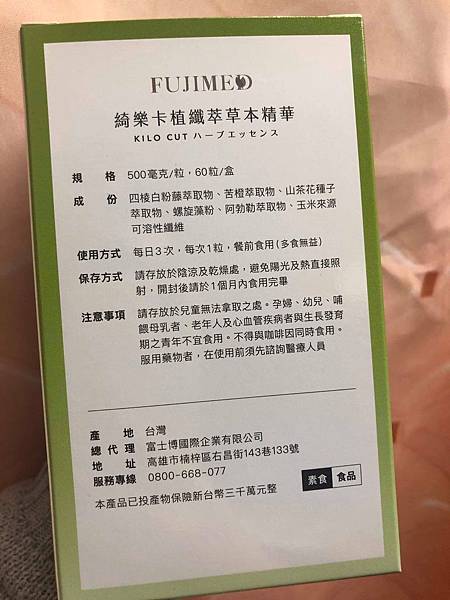 FUJIMED
綺樂卡植纖萃草本精華
KILO CUT ハーブエッセンス
規 格 500毫克/粒,60粒/盒
成 份 四棱白粉藤萃取物、苦橙萃取物、山茶花種子
萃取物、螺旋藻粉、阿勃勒萃取物、玉米來源
可溶性纖維
使用方式 每日3次,每次1粒,餐前食用(多食無益)
保存方式 請存放於陰涼及乾燥處,避免陽光及熱直接照
射,開封後請於1個月內食用完畢
注意事項 請存放於兒童無法拿取之處。孕婦、幼兒、哺
餵母乳者、老年人及心血管疾病者與生長發育
期之青年不宜食用。不得與咖啡因同時食用。
服用藥物者,在使用前須先諮詢醫療人員
產 地 台灣
總 代 理 富士博國際企業有限公司
地 址 高雄市楠梓區右昌街143巷133號
服務專線 0800-668-077
素食 食品
本產品已投產物保險新台幣三千萬元整